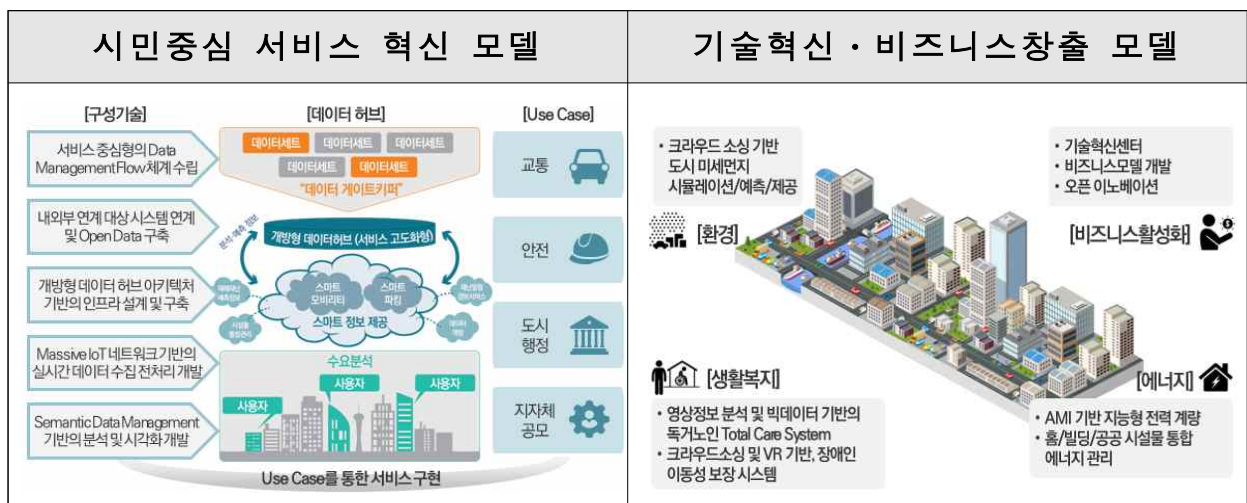 시민중심 서비스 혁신 모델
기술혁신·비즈니스창출 모델
[구성기술]
서비스 중심형의 Data
Management Flow 체계 수립
내외부 연계 대상 시스템 연계
및 Open Data 구축
개방형 데이터 허브 아키텍처
기반의 인프라 설계 및 구축
Massive IoT 네트워크 기반의
실시간 데이터 수집 전처리 개발
Semantic Data Management
기반의 분석 및 시각화 개발
[데이터 허브]
데이터세트 데이터세트 데이터세트
데이터세트 데이터세트
"데이터 게이트키퍼"
분석·예측 정보
개방형 데이터허브 (서비스 고도화형)
스마트
모빌리티
스마트
파킹
스마트 정보 제공
수요분석
사용자
사용자
사용자
[Use Case]
교통
안전
도시
행정
지자체
공모
Use Case를 통한 서비스 구현
• 크라우드 소싱 기반
도시 미세먼지
시뮬레이션/예측/제공
[환경]
• 기술혁신센터
• 비즈니스모델 개발
• 오픈 이노베이션
[비즈니스활성화]
[생활복지]
• 영상정보 분석 및 빅데이터 기반의
독거노인 Total Care System
• 크라우드소싱 및 VR 기반, 장애인
이동성 보장 시스템
[에너지]
• AMI 기반 지능형 전력 계량
• 홈/빌딩/공공 시설물 통합
에너지 관리